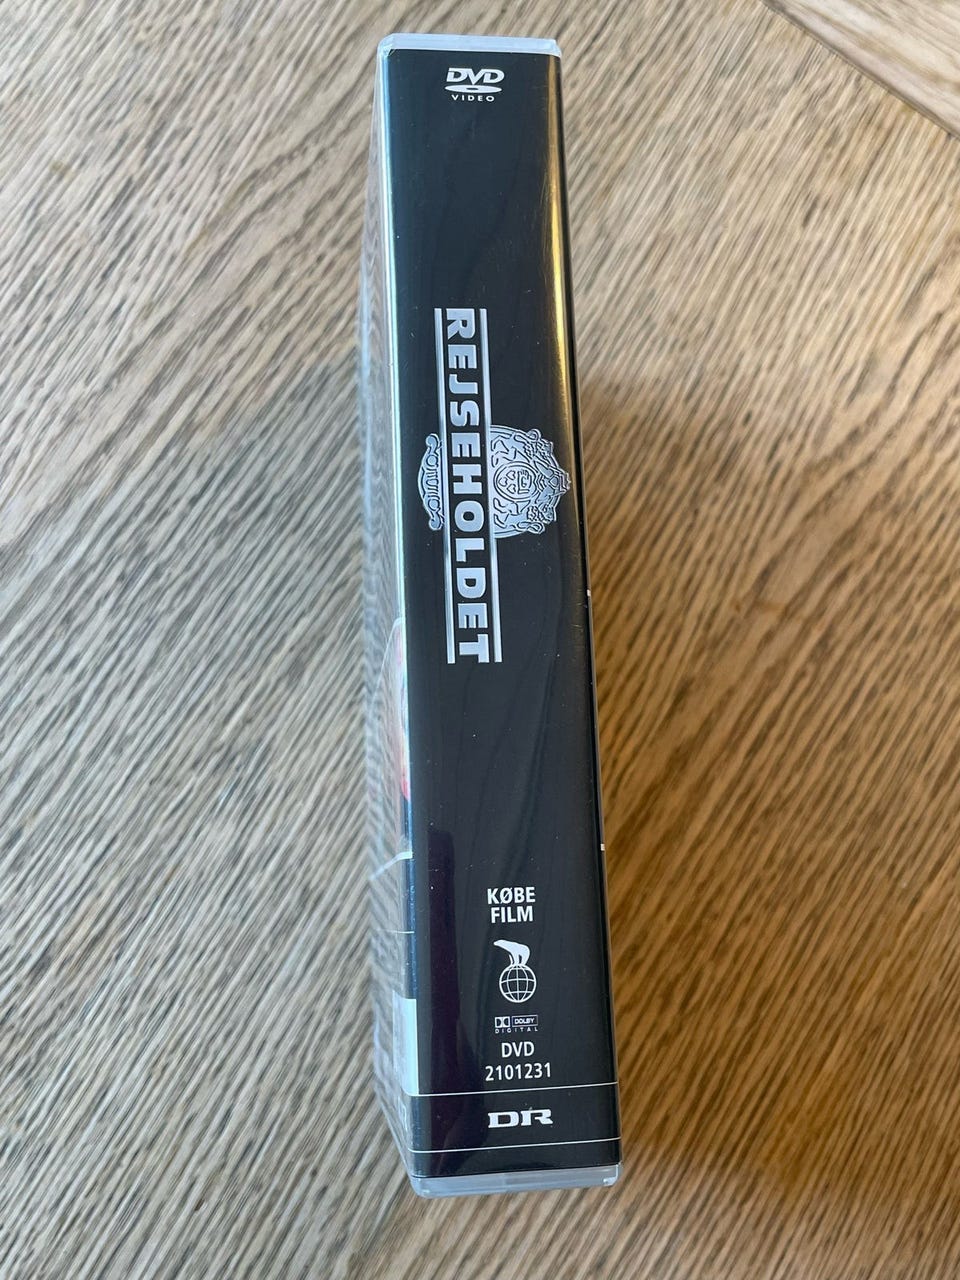 DVD
VIDEO
REJSEHOLDET
KØBE
FILM
DOLBY
DIGITAL
DVD
2101231
DR